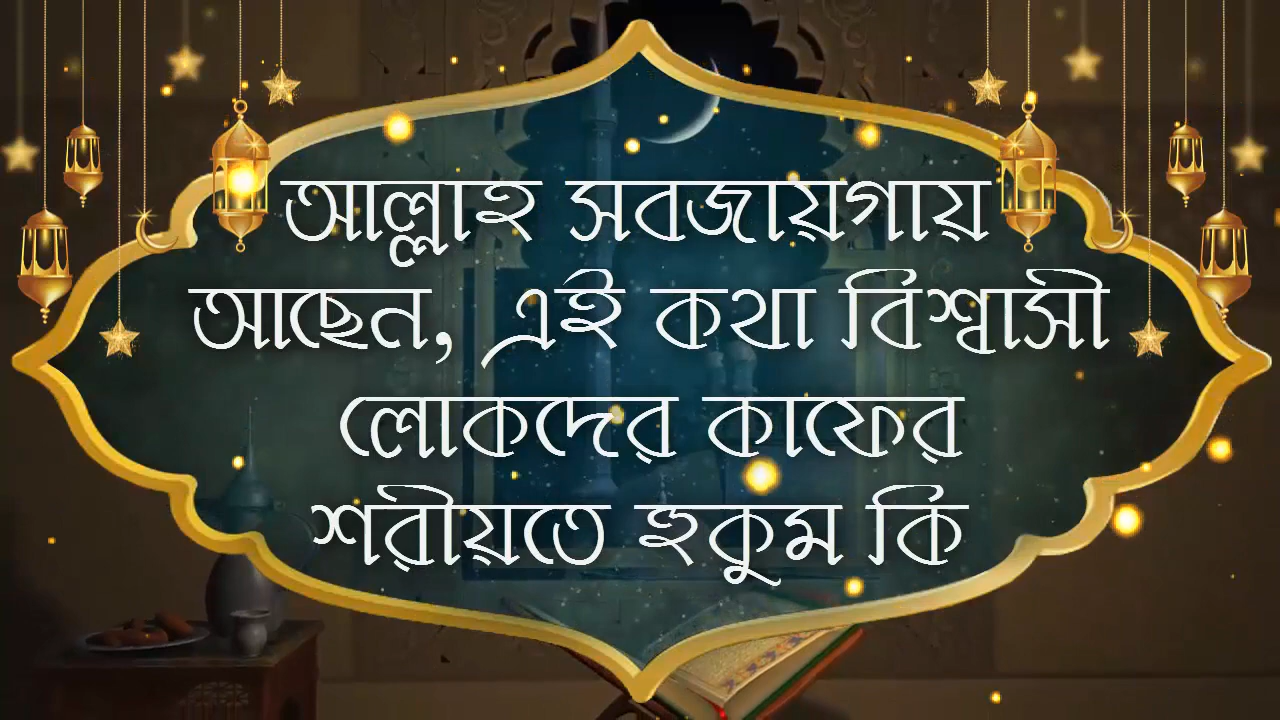 আল্লাহ সবজায়গায়
আছেন, এই কথা বিশ্বাসী
লোকদের কাফের
শরীয়তে হুকুম কি